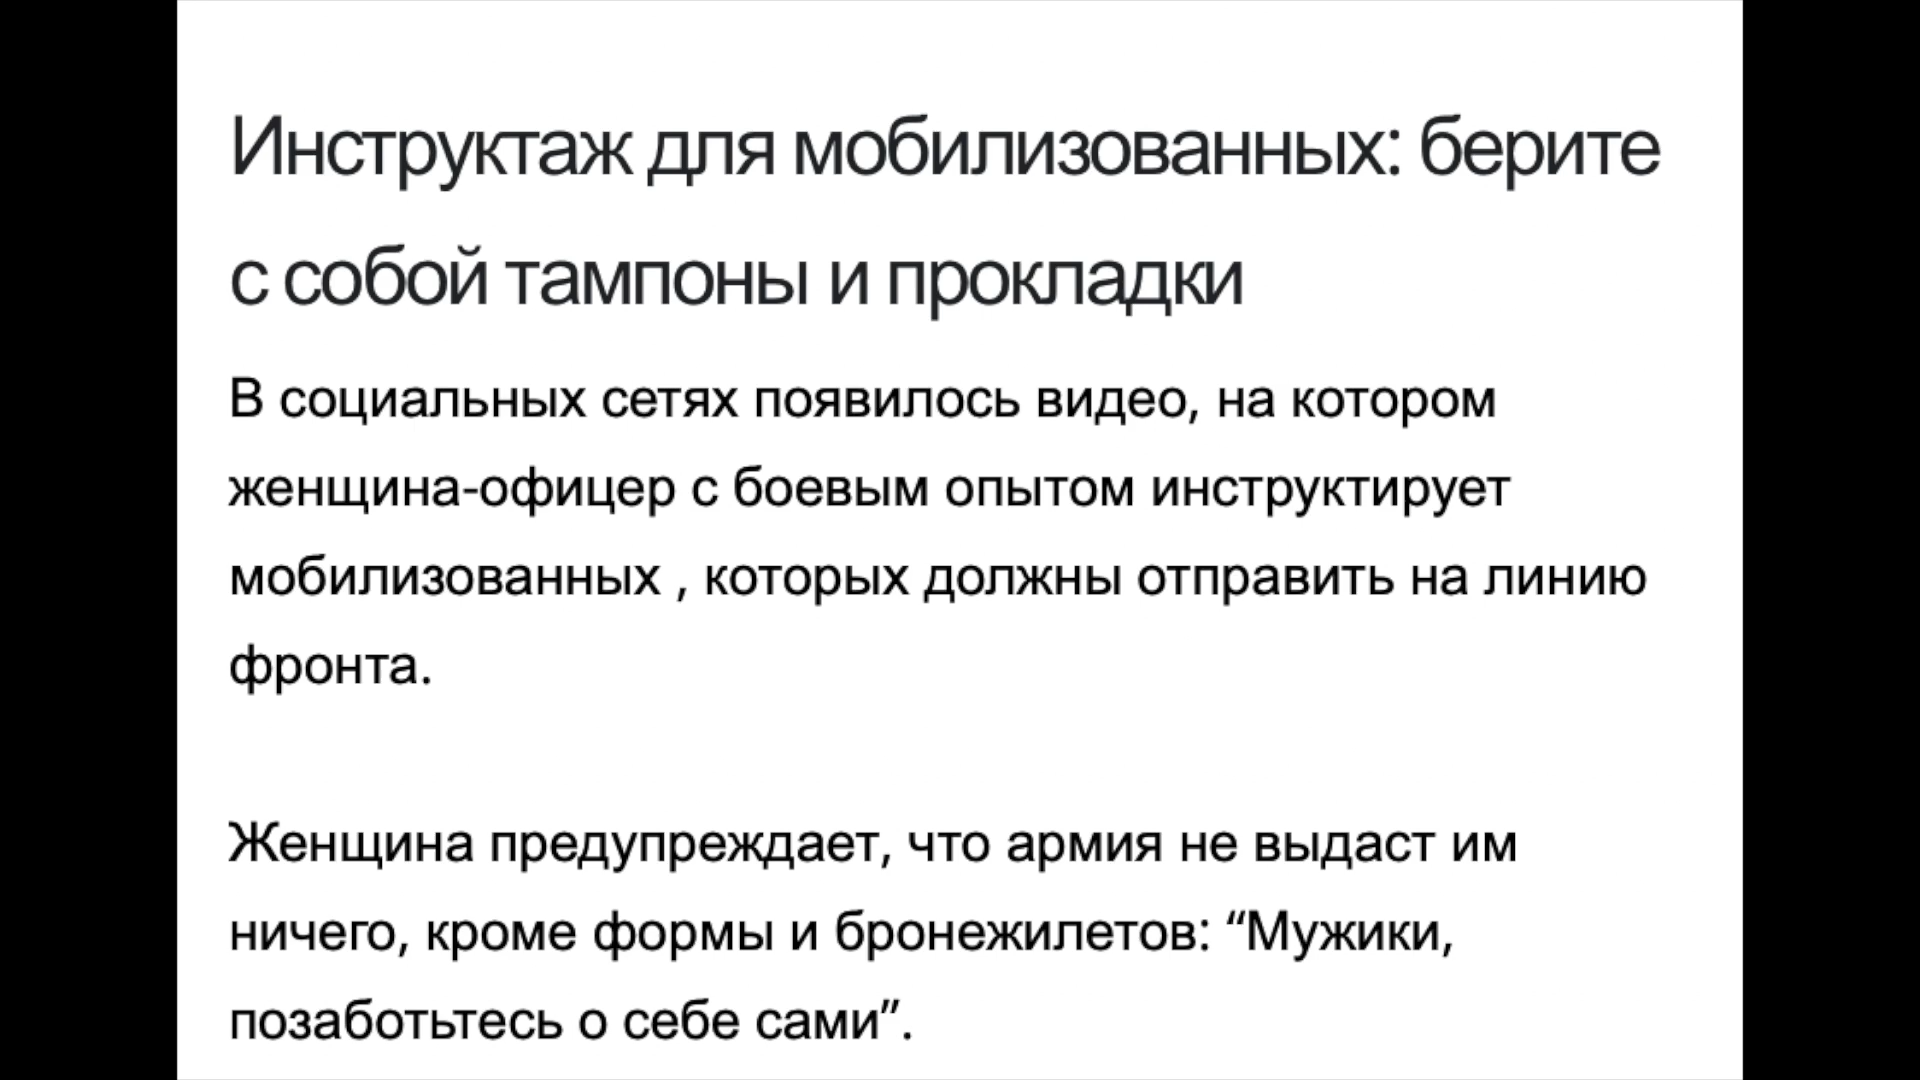 Инструктаж для мобилизованных: берите
с собой тампоны и прокладки
В социальных сетях появилось видео, на котором
женщина-офицер с боевым опытом инструктирует
мобилизованных , которых должны отправить на линию
фронта.
Женщина предупреждает, что армия не выдаст им
ничего, кроме формы и бронежилетов: “Мужики,
позаботьтесь о себе сами”.